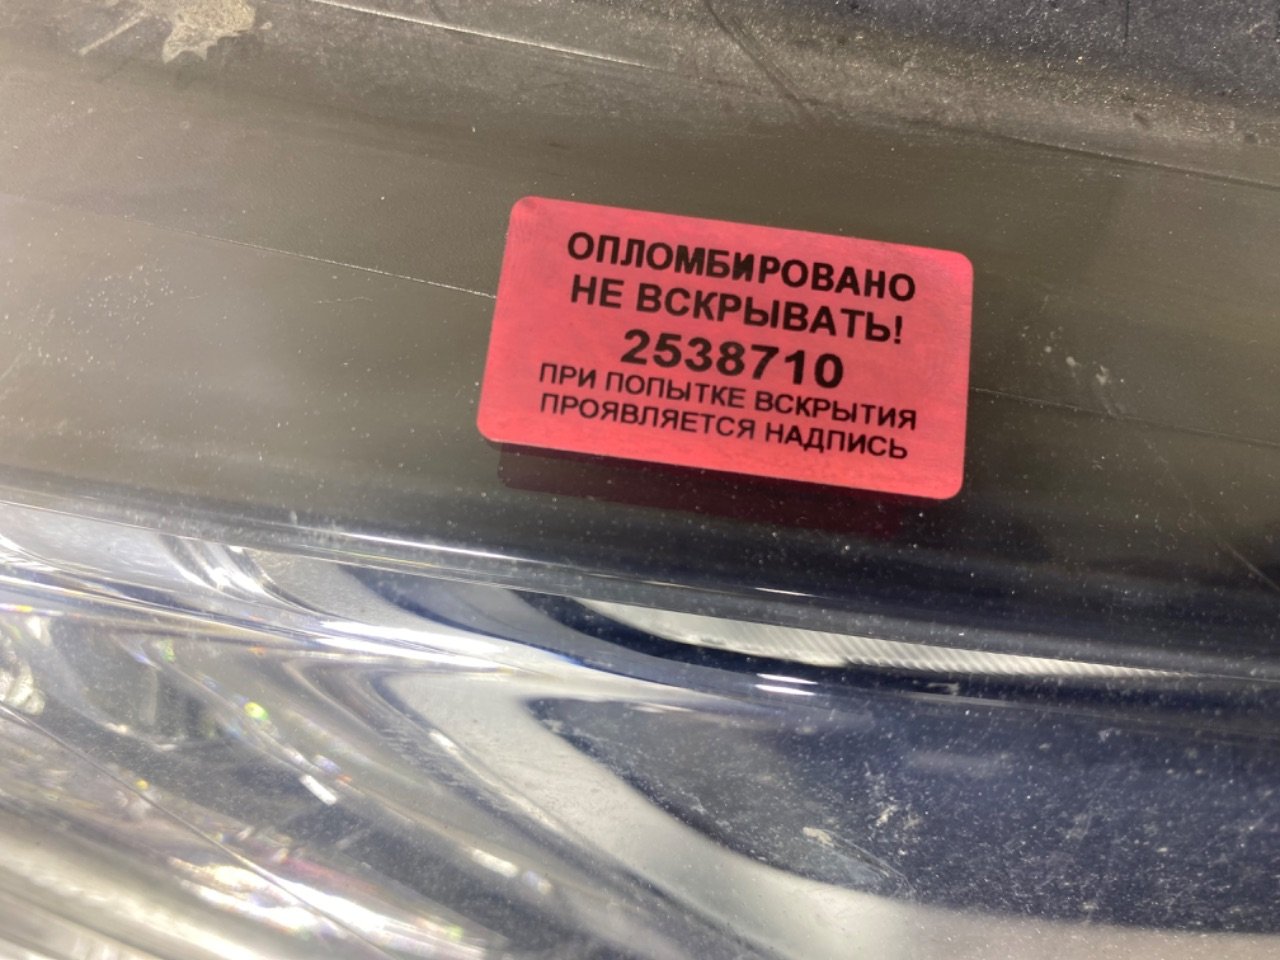 ОПЛОМБИРОВАНО
НЕ ВСКРЫВАТЬ!
2538710
ПРИ ПОПЫТКЕ ВСКРЫТИЯ
ПРОЯВЛЯЕТСЯ НАДПИСЬ